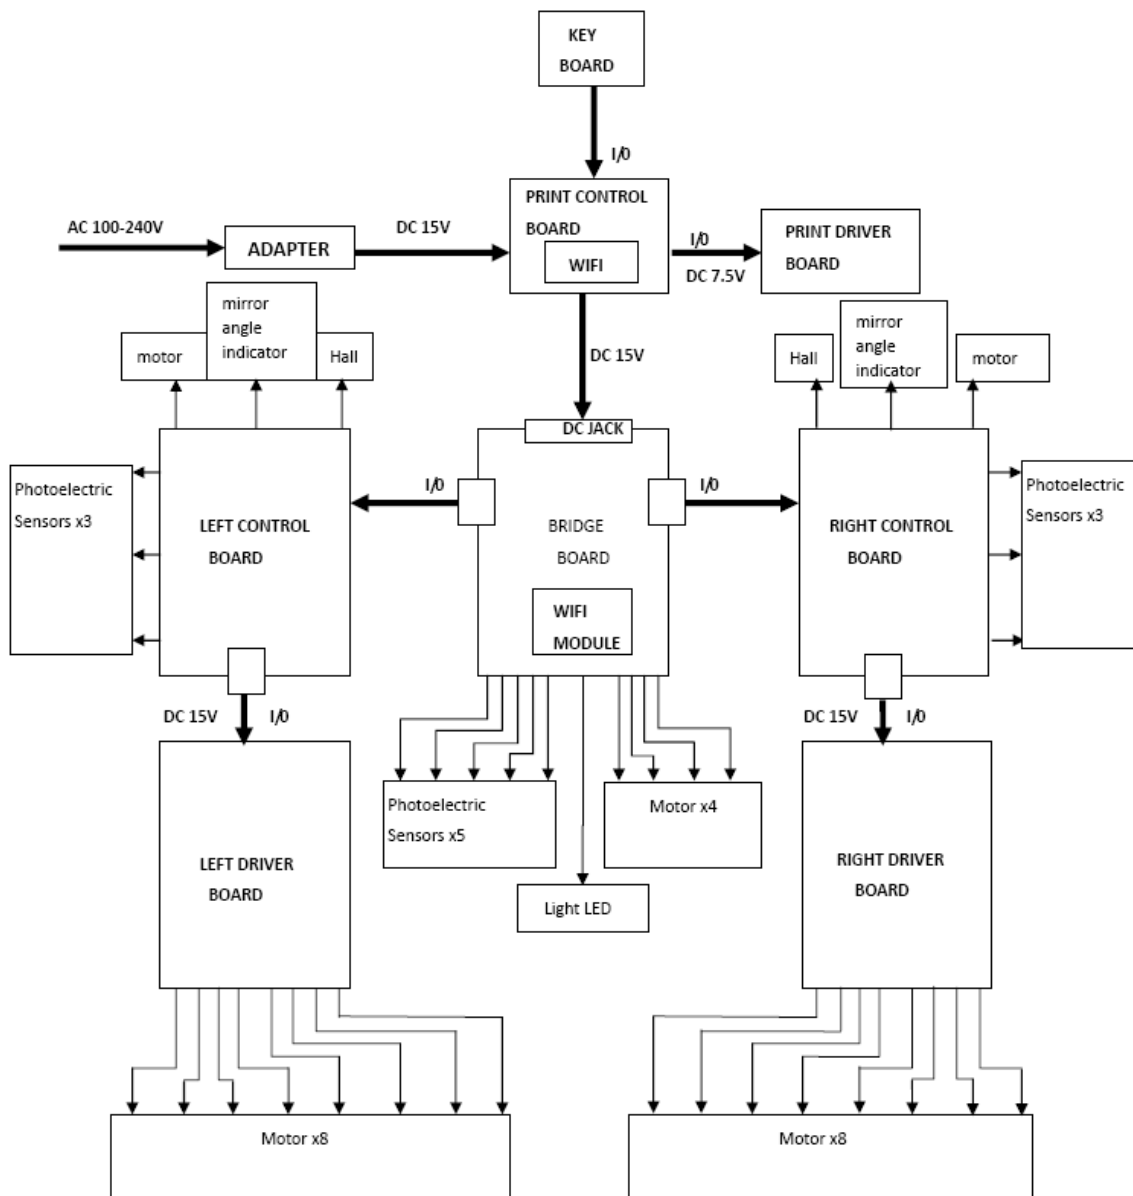 KEY
BOARD
I/0
PRINT CONTROL
BOARD
WIFI
AC 100-240V
ADAPTER
DC 15V
I/0
DC 7.5V
PRINT DRIVER
BOARD
mirror
angle
indicator
motor
Hall
DC 15V
Hall
mirror
angle
indicator
motor
DC JACK
Photoelectric
Sensors x3
LEFT CONTROL
BOARD
I/0
BRIDGE
BOARD
WIFI
MODULE
I/0
RIGHT CONTROL
BOARD
Photoelectric
Sensors x3
DC 15V
I/0
DC 15V
I/0
LEFT DRIVER
BOARD
Photoelectric
Sensors x5
Motor x4
Light LED
RIGHT DRIVER
BOARD
Motor x8
Motor x8